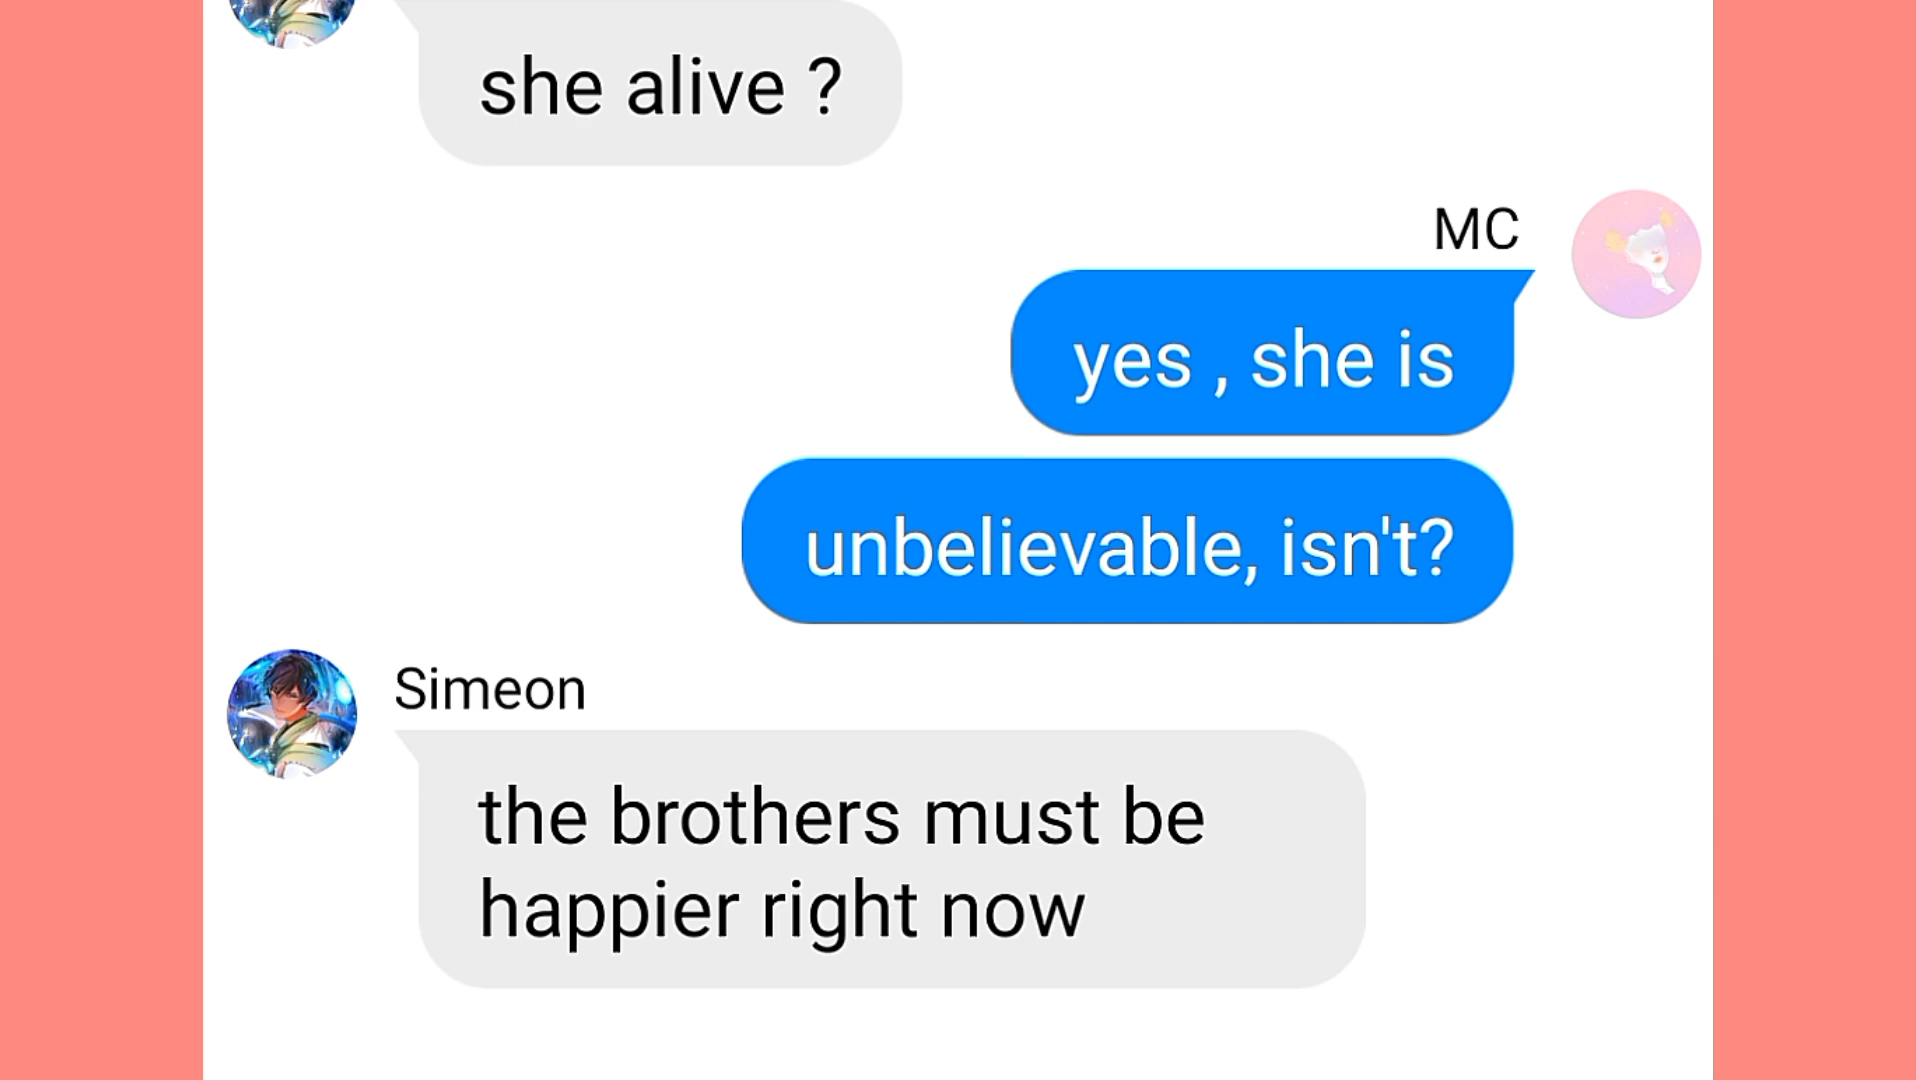 she alive ?
MC
yes , she is
unbelievable, isn't?
Simeon
the brothers must be
happier right now